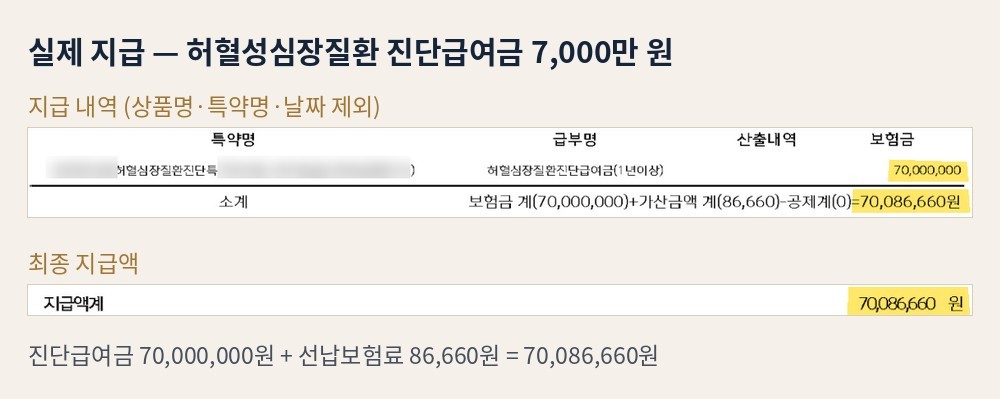 실제 지급 — 허혈성심장질환 진단급여금 7,000만 원
지급 내역 (상품명·특약명·날짜 제외)
특약명 급부명 산출내역 보험금
허혈심장질환진단특 ) 허혈심장질환진단급여금(1년이상) 70,000,000
소계 보험금 계(70,000,000)+가산금액 계(86,660)-공제계(0)=70,086,660원
최종 지급액
지급액계 70,086,660 원
진단급여금 70,000,000원 + 선납보험료 86,660원 = 70,086,660원